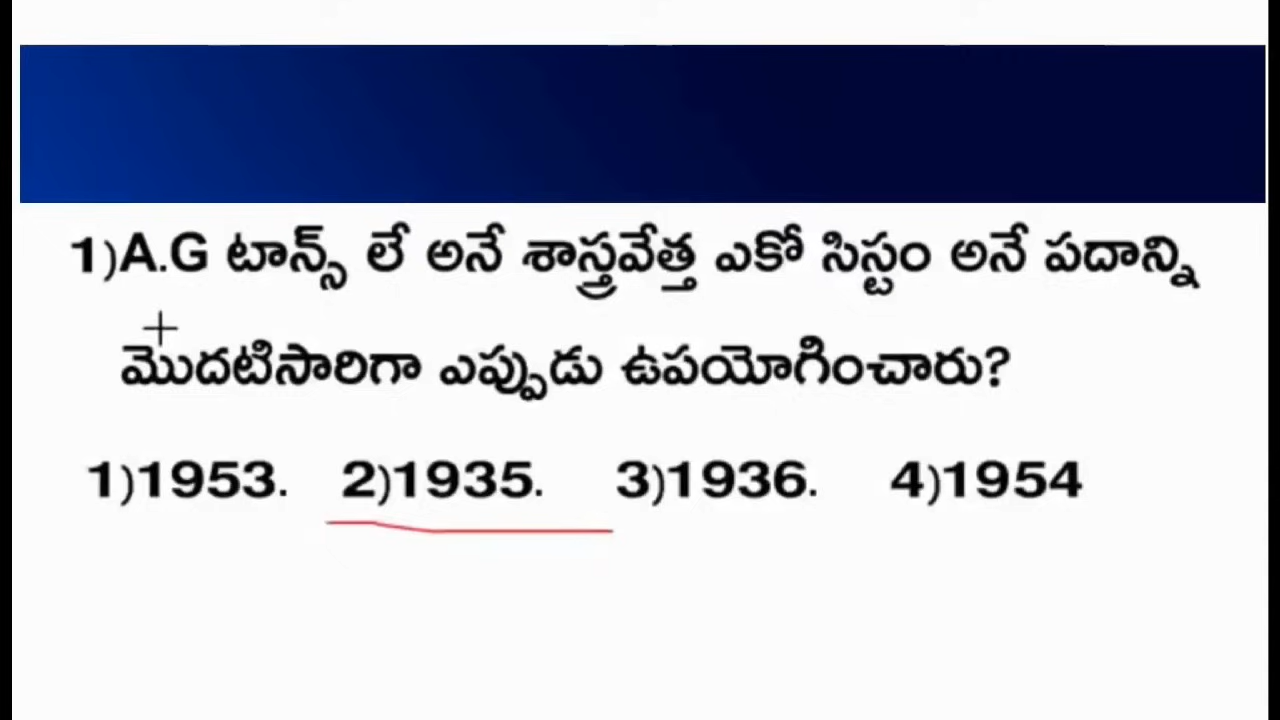 1)A.G టాన్స్ లే అనే శాస్త్రవేత్త ఎకో సిస్టం అనే పదాన్ని
మొదటిసారిగా ఎప్పుడు ఉపయోగించారు?
1)1953. 2)1935. 3)1936. 4)1954